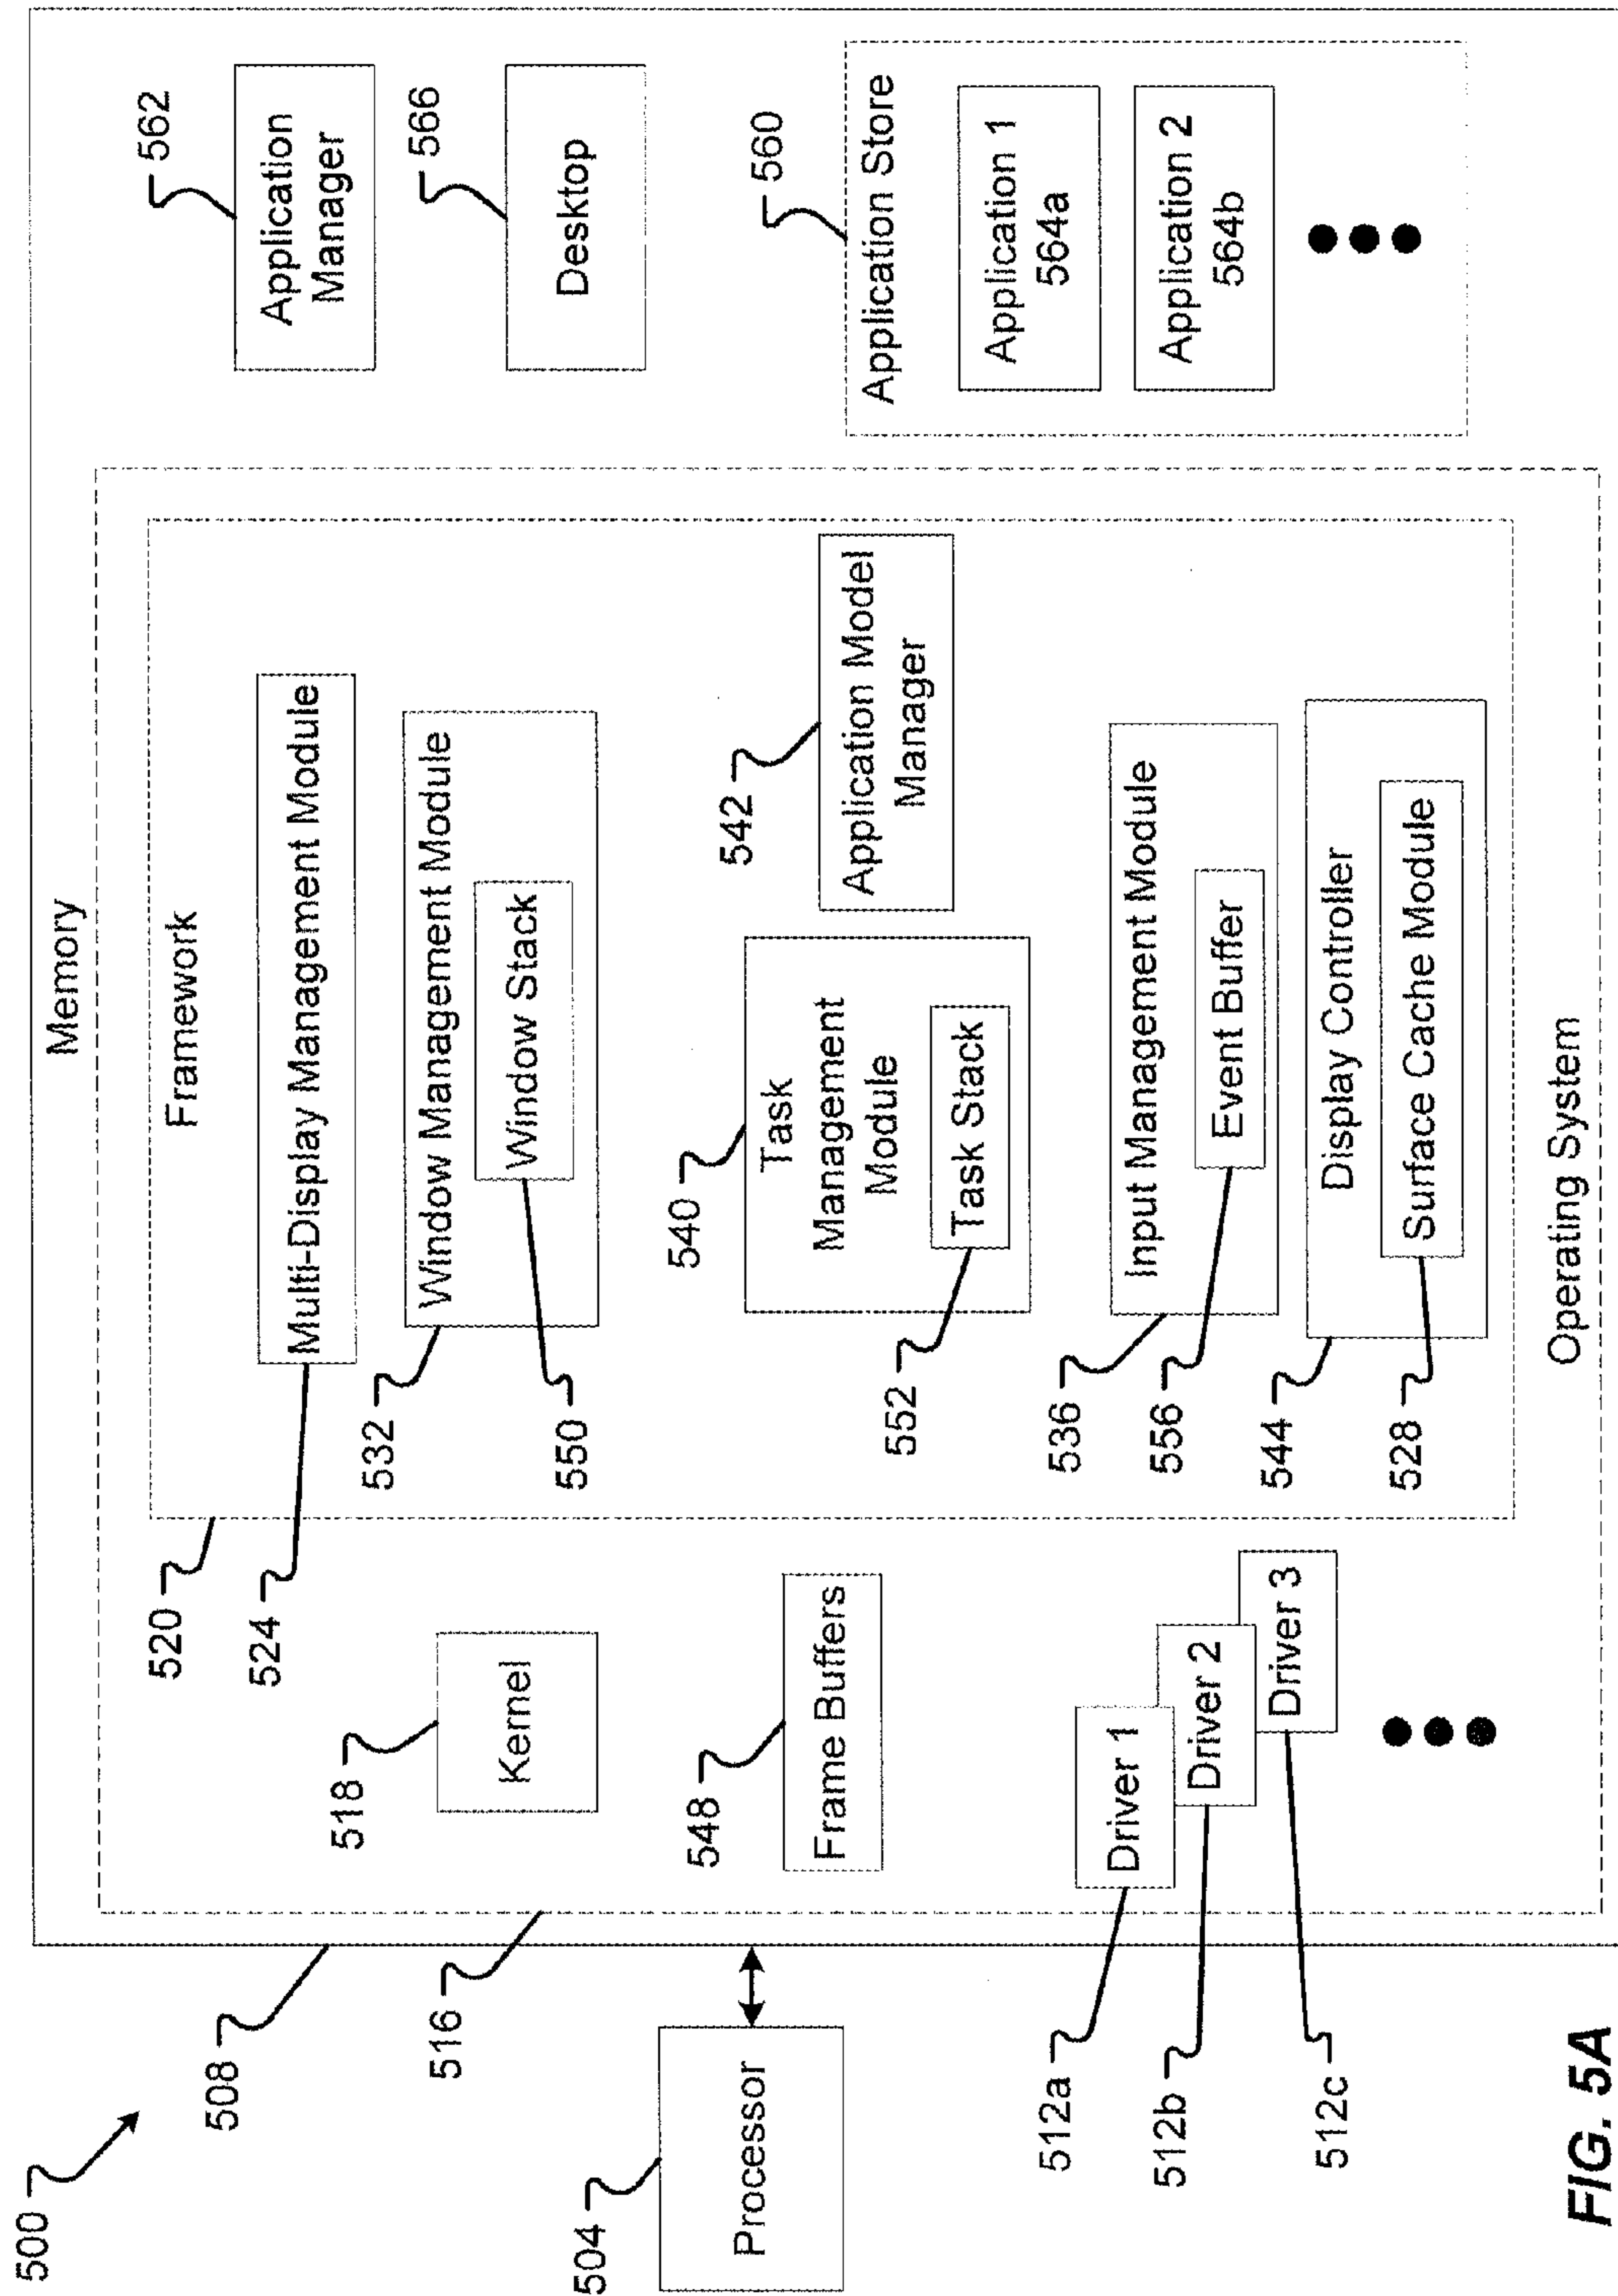 500
508
Memory
516
520
Framework
524
Multi-Display Management Module
532
Window Management Module
550
Window Stack
518
Kernel
548
Frame Buffers
540
Task
Management
Module
552
Task Stack
542
Application Model
Manager
536
Input Management Module
556
Event Buffer
544
Display Controller
528
Surface Cache Module
504
Processor
512a
Driver 1
512b
Driver 2
512c
Driver 3
Operating System
562
Application
Manager
566
Desktop
560
Application Store
Application 1
564a
Application 2
564b
FIG. 5A